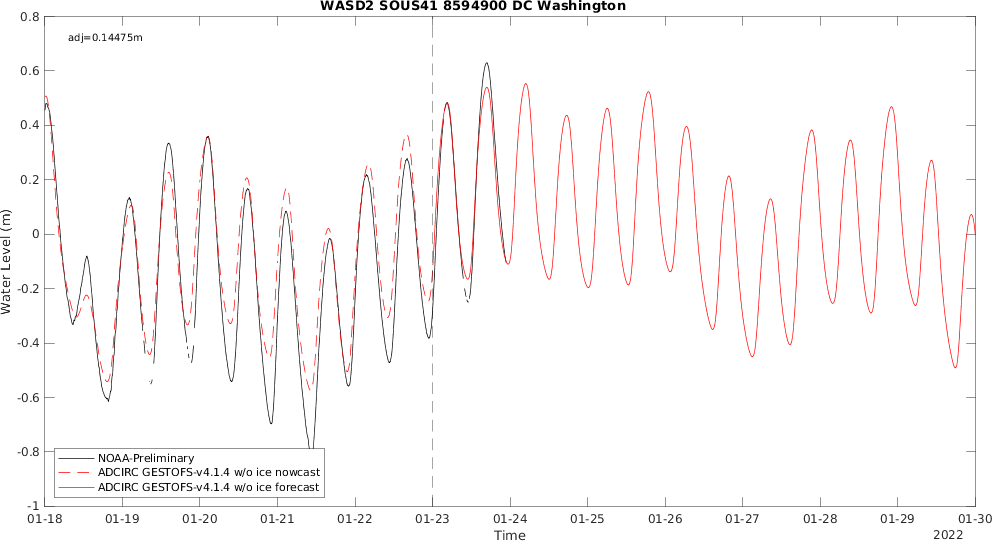 WASD2 SOUS41 8594900 DC Washington
adj=0.14475m
0.8
0.6
0.4
0.2
0
-0.2
-0.4
-0.6
-0.8
-1
Water Level (m)
NOAA-Preliminary
ADCIRC GESTOFS-v4.1.4 w/o ice nowcast
ADCIRC GESTOFS-v4.1.4 w/o ice forecast
01-18 01-19 01-20 01-21 01-22 01-23 01-24 01-25 01-26 01-27 01-28 01-29 01-30
Time
2022